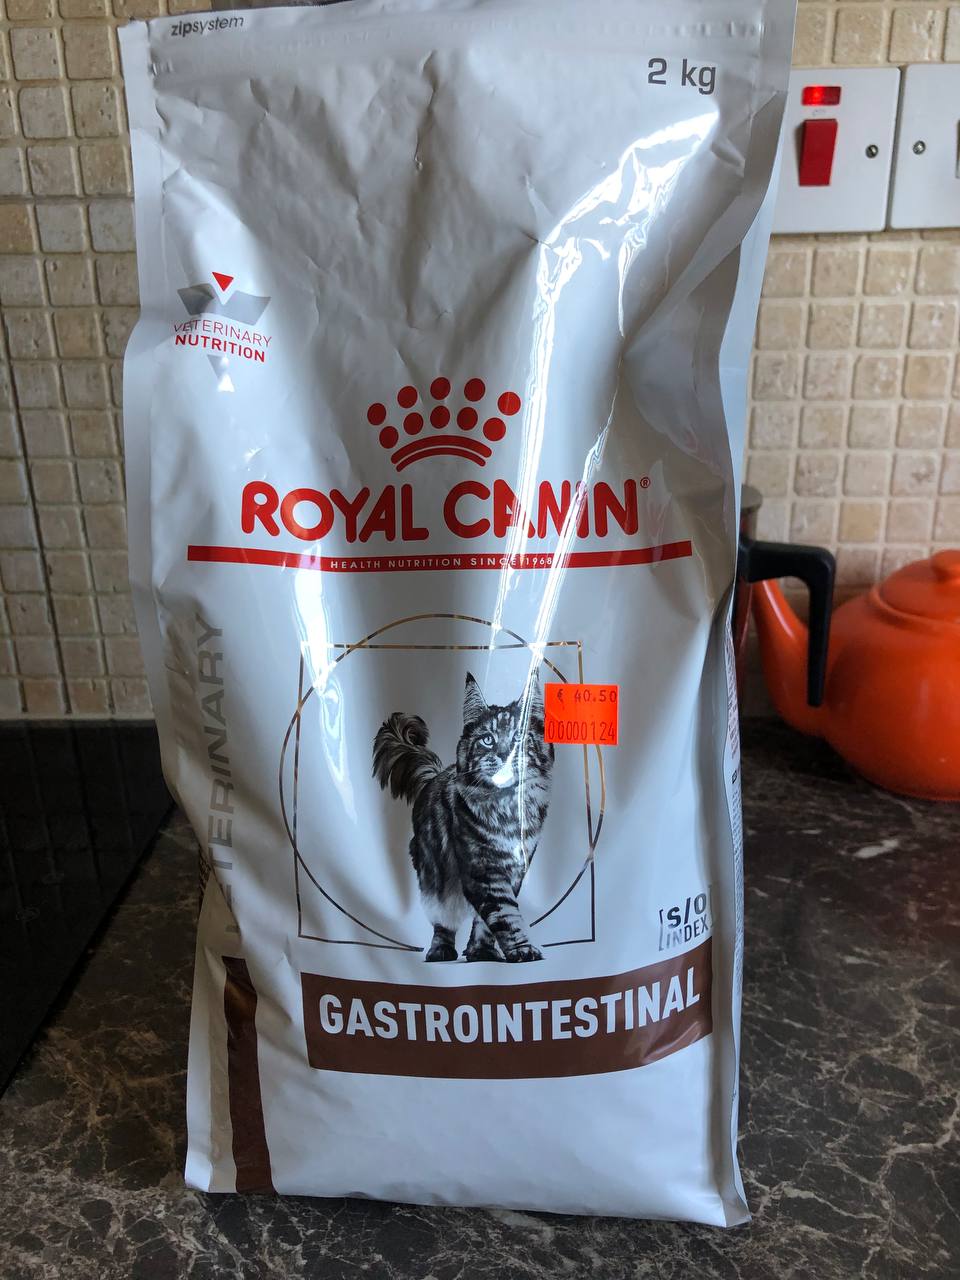 zipsystem
2 kg
VETERINARY
NUTRITION
ROYAL CANIN®
HEALTH NUTRITION SINCE 1968
VETERINARY
€ 40.50
00000124
S/O
INDEX
GASTROINTESTINAL